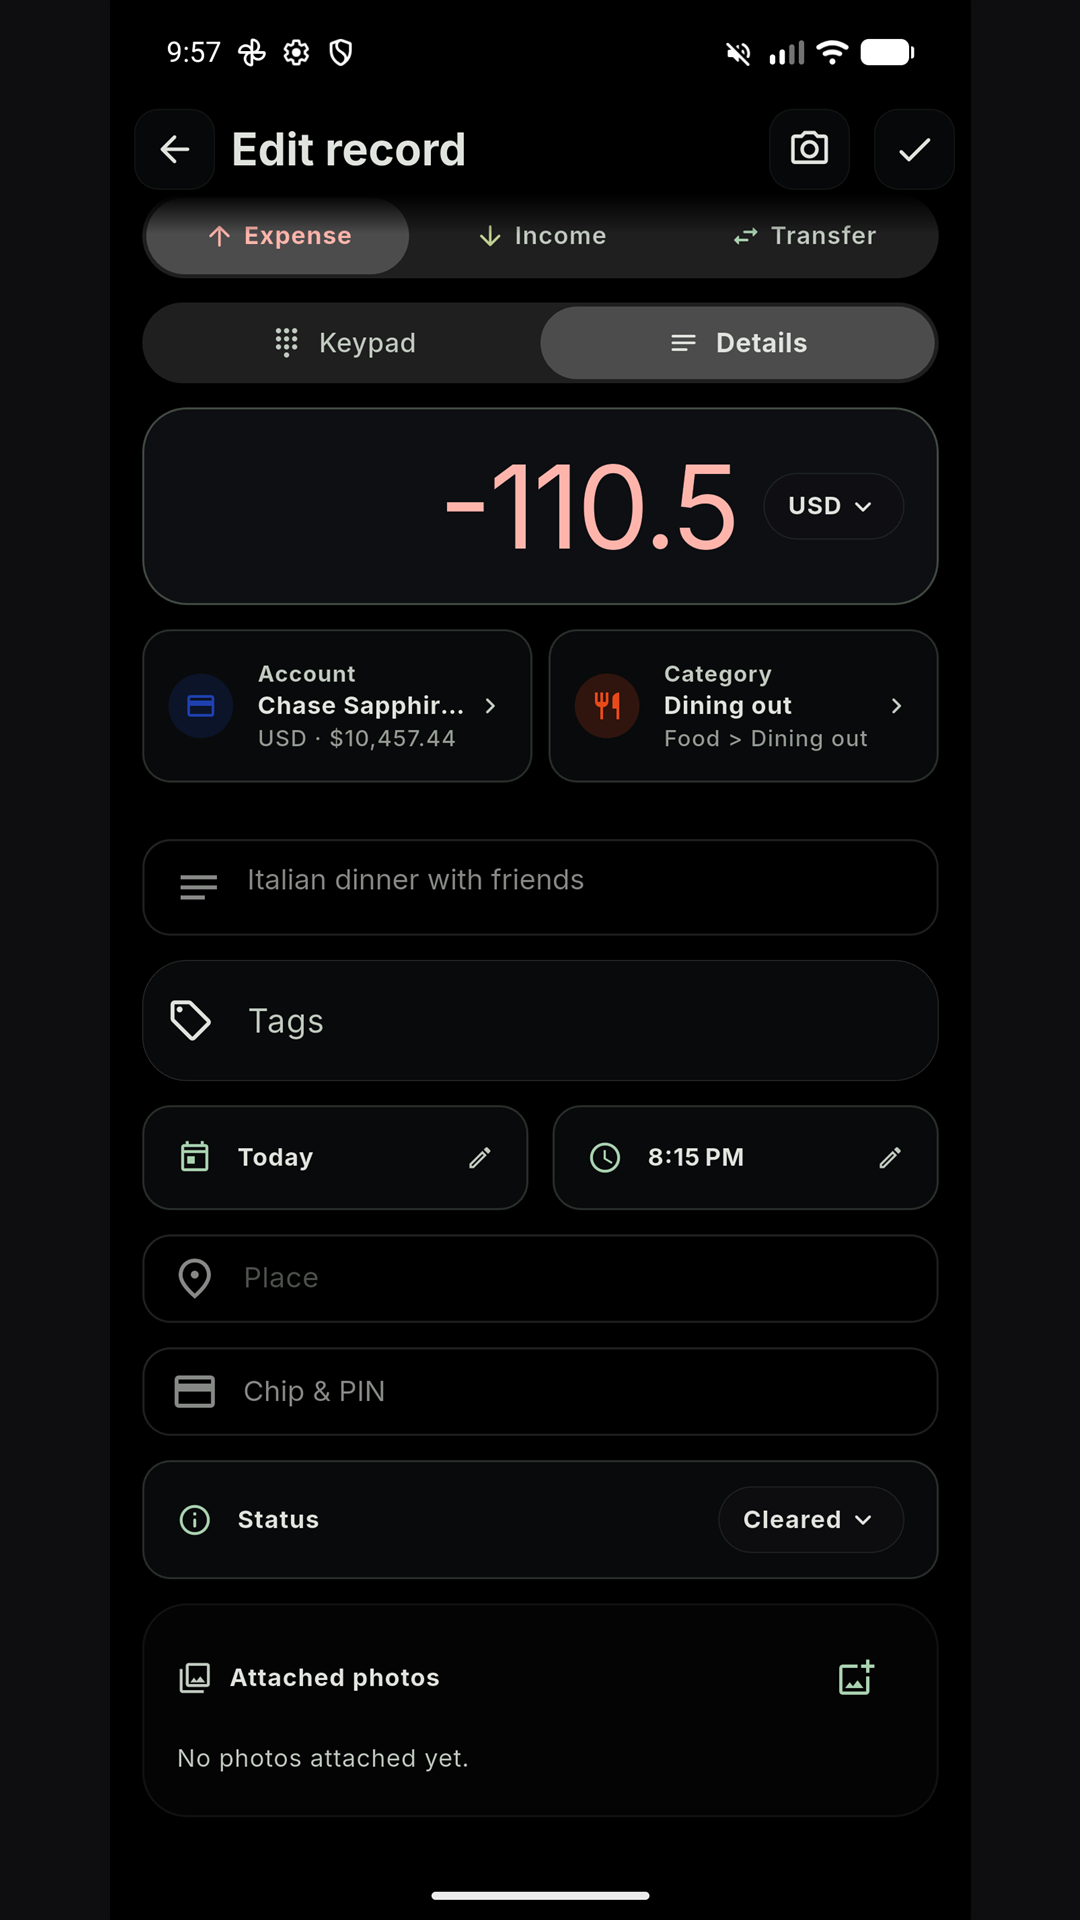 9:57
Edit record
Expense
Income
Transfer
Keypad
Details
-110.5
USD
Account
Chase Sapphir...
USD · $10,457.44
Category
Dining out
Food > Dining out
Italian dinner with friends
Tags
Today
8:15 PM
Place
Chip & PIN
Status
Cleared
Attached photos
No photos attached yet.